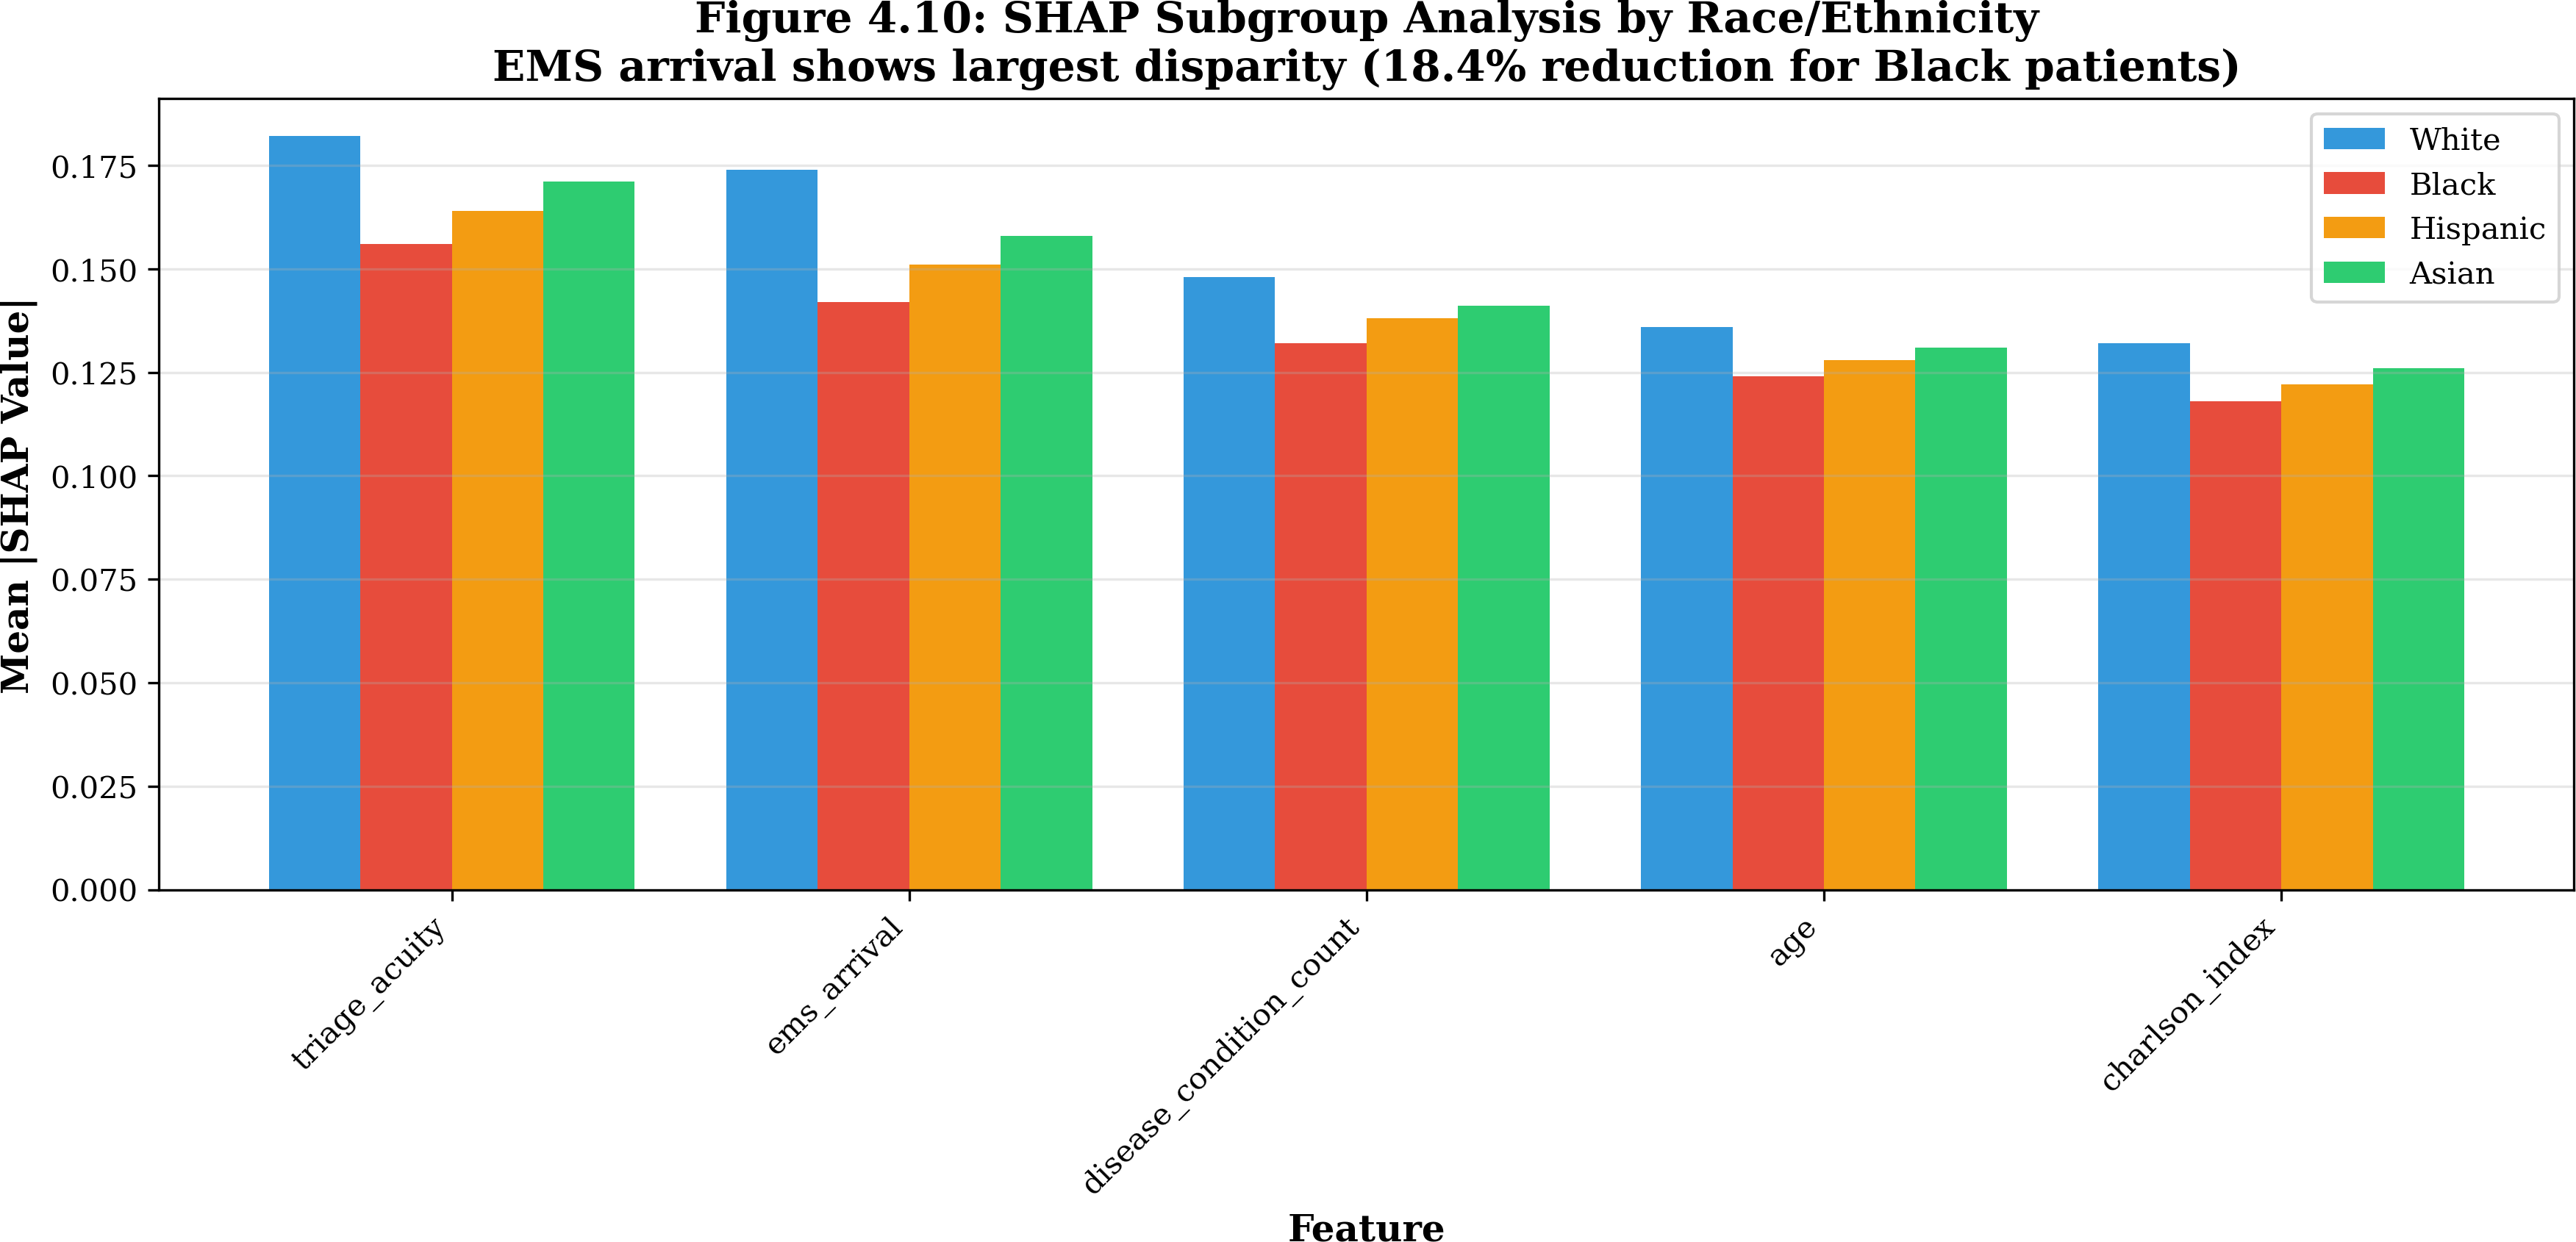 Figure 4.10: SHAP Subgroup Analysis by Race/Ethnicity
EMS arrival shows largest disparity (18.4% reduction for Black patients)
White
Black
Hispanic
Asian
Mean |SHAP Value|
0.175
0.150
0.125
0.100
0.075
0.050
0.025
0.000
triage_acuity
ems_arrival
disease_condition_count
age
charlson_index
Feature